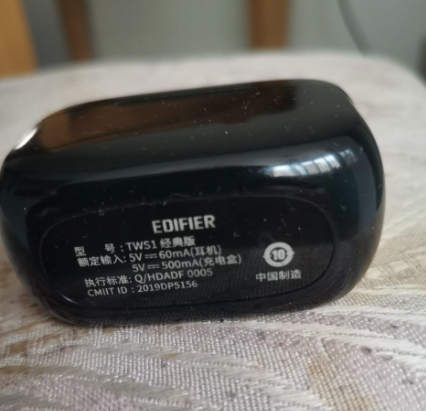 EDIFIER
型 号:TWS1 经典版
额定输入: 5V⎓60mA(耳机)
5V⎓500mA(充电盒)
执行标准: Q/HDADF 0005
CMIIT ID : 2019DP5156
10
中国制造